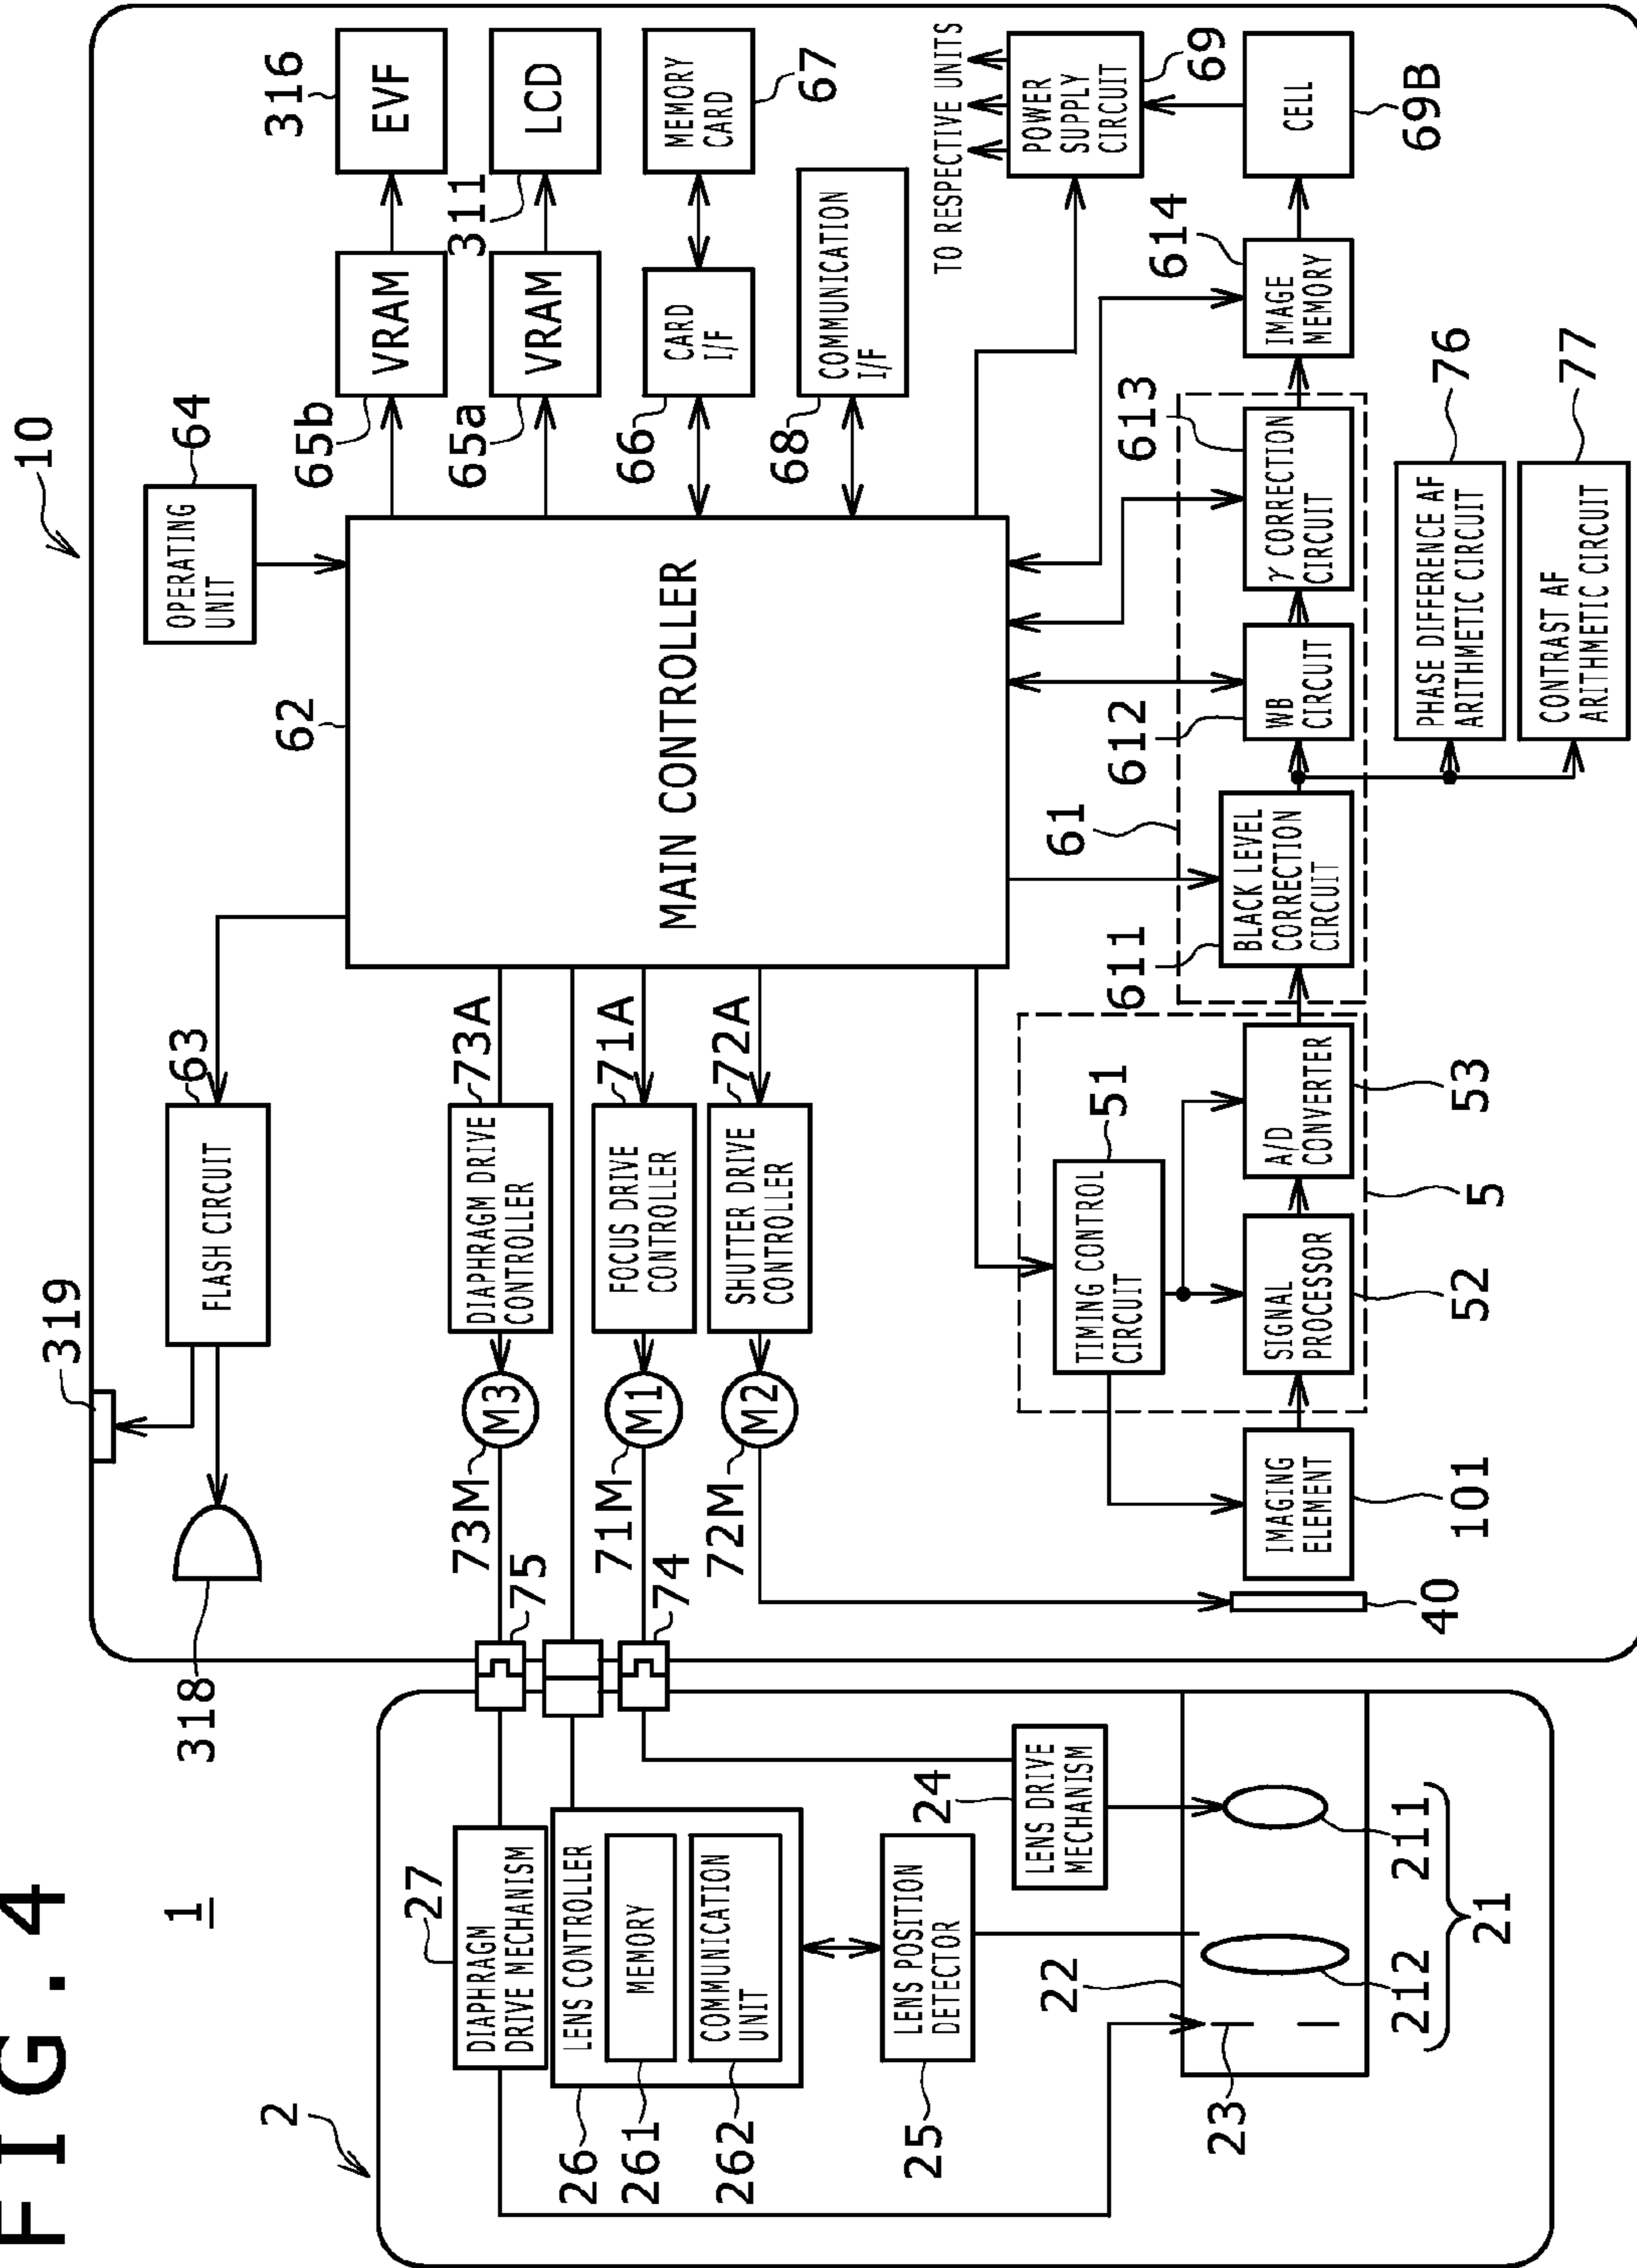 FIG. 4
1
10
2
319
318
63
FLASH CIRCUIT
64
OPERATING
UNIT
62
MAIN CONTROLLER
65b
VRAM
316
EVF
65a
VRAM
311
LCD
66
CARD
I/F
MEMORY
CARD
67
68
COMMUNICATION
I/F
TO RESPECTIVE UNITS
POWER
SUPPLY
CIRCUIT
69
CELL
69B
27
DIAPHRAGM
DRIVE MECHANISM
75
73M
M3
DIAPHRAGM DRIVE
CONTROLLER
73A
26
LENS CONTROLLER
261
MEMORY
262
COMMUNICATION
UNIT
74
71M
M1
FOCUS DRIVE
CONTROLLER
71A
72M
M2
SHUTTER DRIVE
CONTROLLER
72A
25
LENS POSITION
DETECTOR
24
LENS DRIVE
MECHANISM
22
23
212
211
21
40
IMAGING
ELEMENT
101
TIMING CONTROL
CIRCUIT
51
SIGNAL
PROCESSOR
52
A/D
CONVERTER
53
5
61
611
BLACK LEVEL
CORRECTION
CIRCUIT
612
WB
CIRCUIT
613
γ CORRECTION
CIRCUIT
614
IMAGE
MEMORY
PHASE DIFFERENCE AF
ARITHMETIC CIRCUIT
76
CONTRAST AF
ARITHMETIC CIRCUIT
77